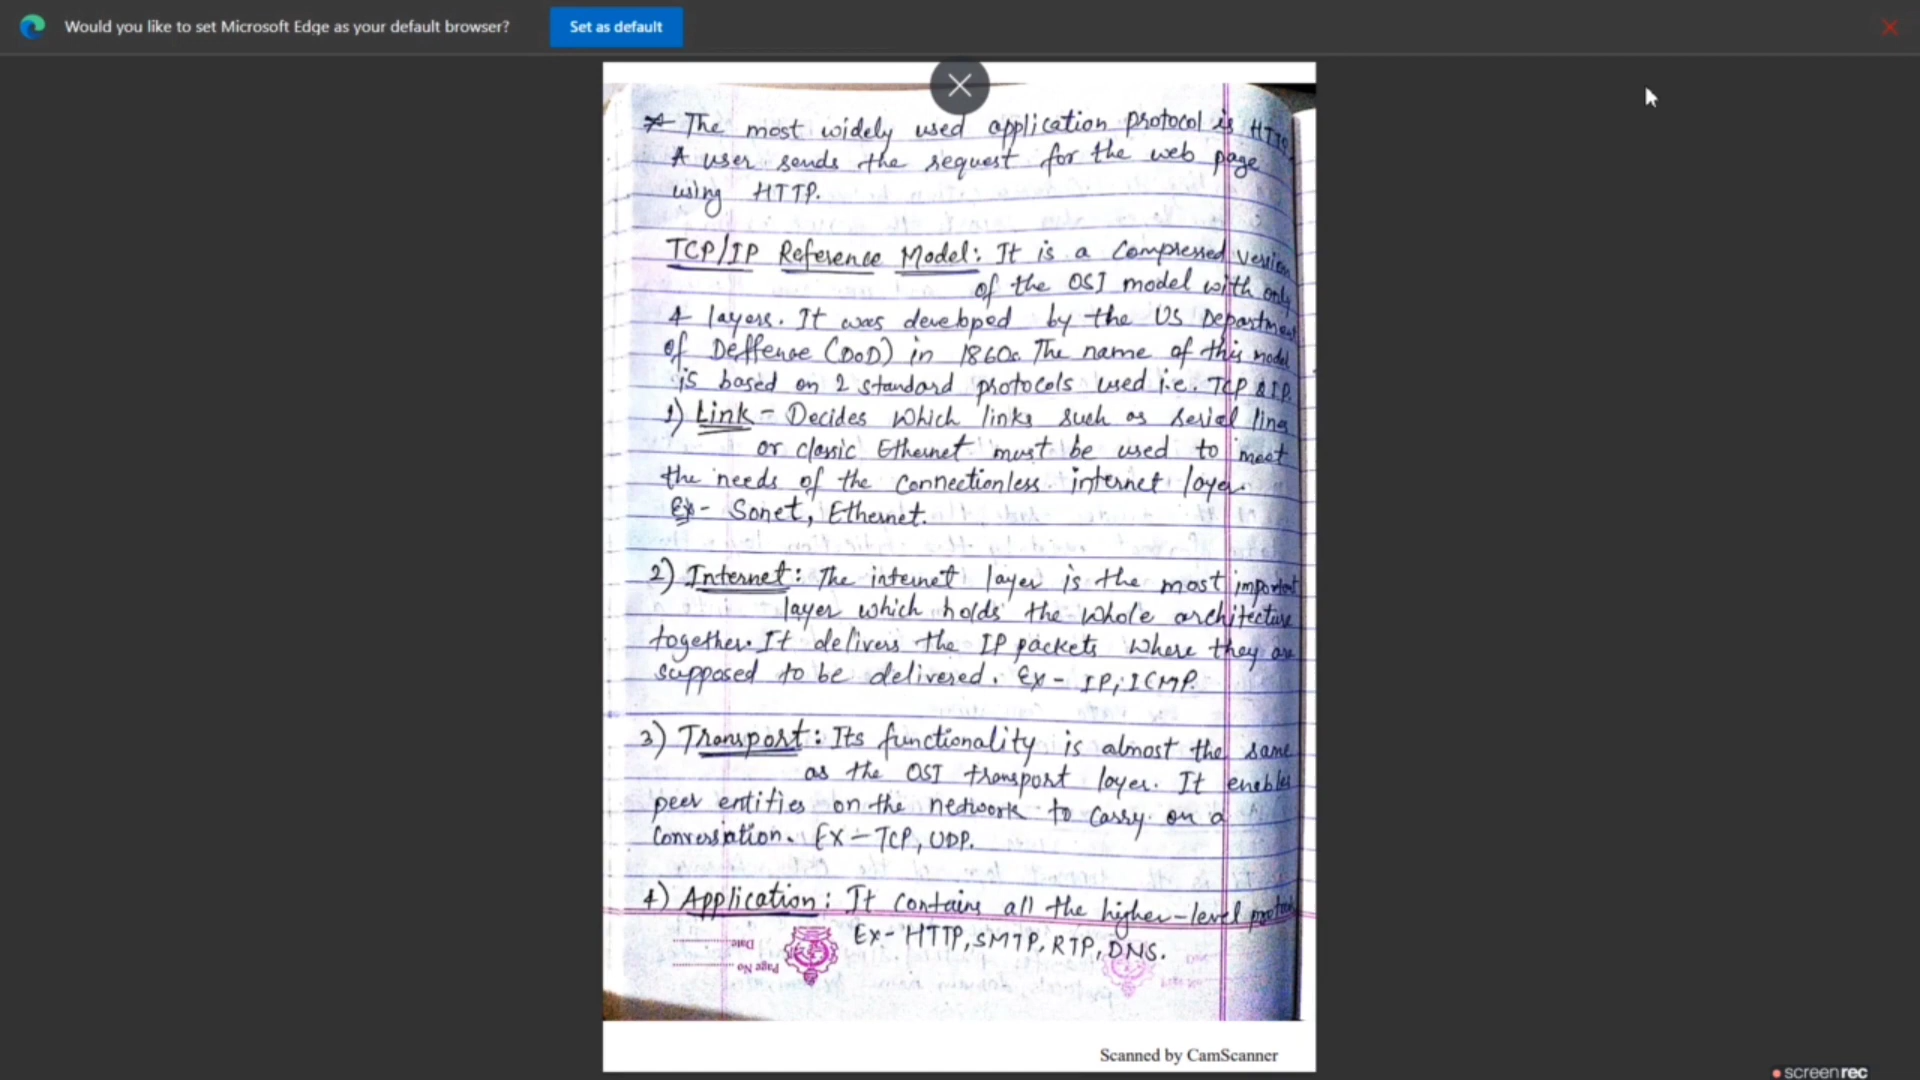 Would you like to set Microsoft Edge as your default browser? Set as default
* The most widely used application protocol is HTTP.
A user sends the request for the web page
using HTTP.
TCP/IP Reference Model: It is a Compressed version
of the OSI model with only
4 layers. It was developed by the US Department
of Deffense (DoD) in 1860s The name of this model
is based on 2 standard protocols used i.e. TCP & IP.
1) Link - Decides which links such as serial lines
or classic Ethernet must be used to meet
the needs of the Connectionless internet layer.
Ex- Sonet, Ethernet.
2) Internet: The internet layer is the most important
layer which holds the whole architecture
together. It delivers the IP packets where they are
supposed to be delivered. Ex- IP, ICMP.
3) Transport: Its functionality is almost the same
as the OSI transport layer. It enables
peer entities on the network to carry on a
Conversation. Ex - TCP, UDP.
4) Application: It contains all the higher-level protocols
Ex- HTTP, SMTP, RTP, DNS.
Date
Page No
Scanned by CamScanner
screenrec